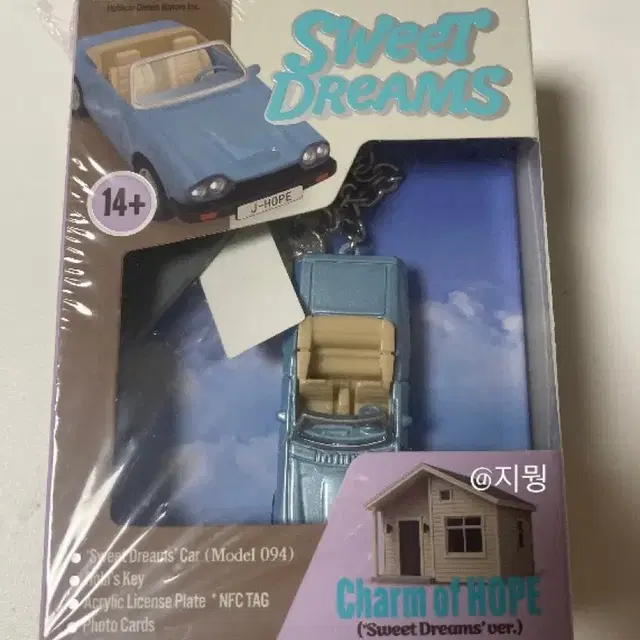 SWeeT
DReAMS
14+
J-HOPE
@지뭥
• 'Sweet Dreams' Car (Model 094)
Key
• Acrylic License Plate * NFC TAG
• Photo Cards
Charm of HOPE
('Sweet Dreams' ver.)